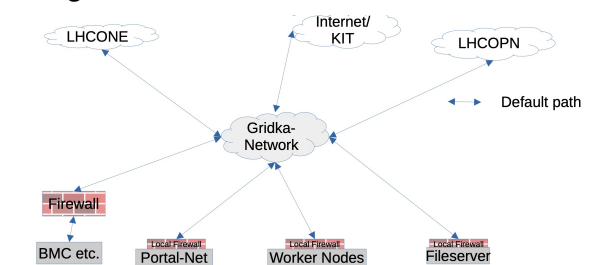 Internet/
KIT
LHCONE
LHCOPN
Default path
Gridka-
Network
Firewall
BMC etc.
Local Firewall
Portal-Net
Local Firewall
Worker Nodes
Local Firewall
Fileserver